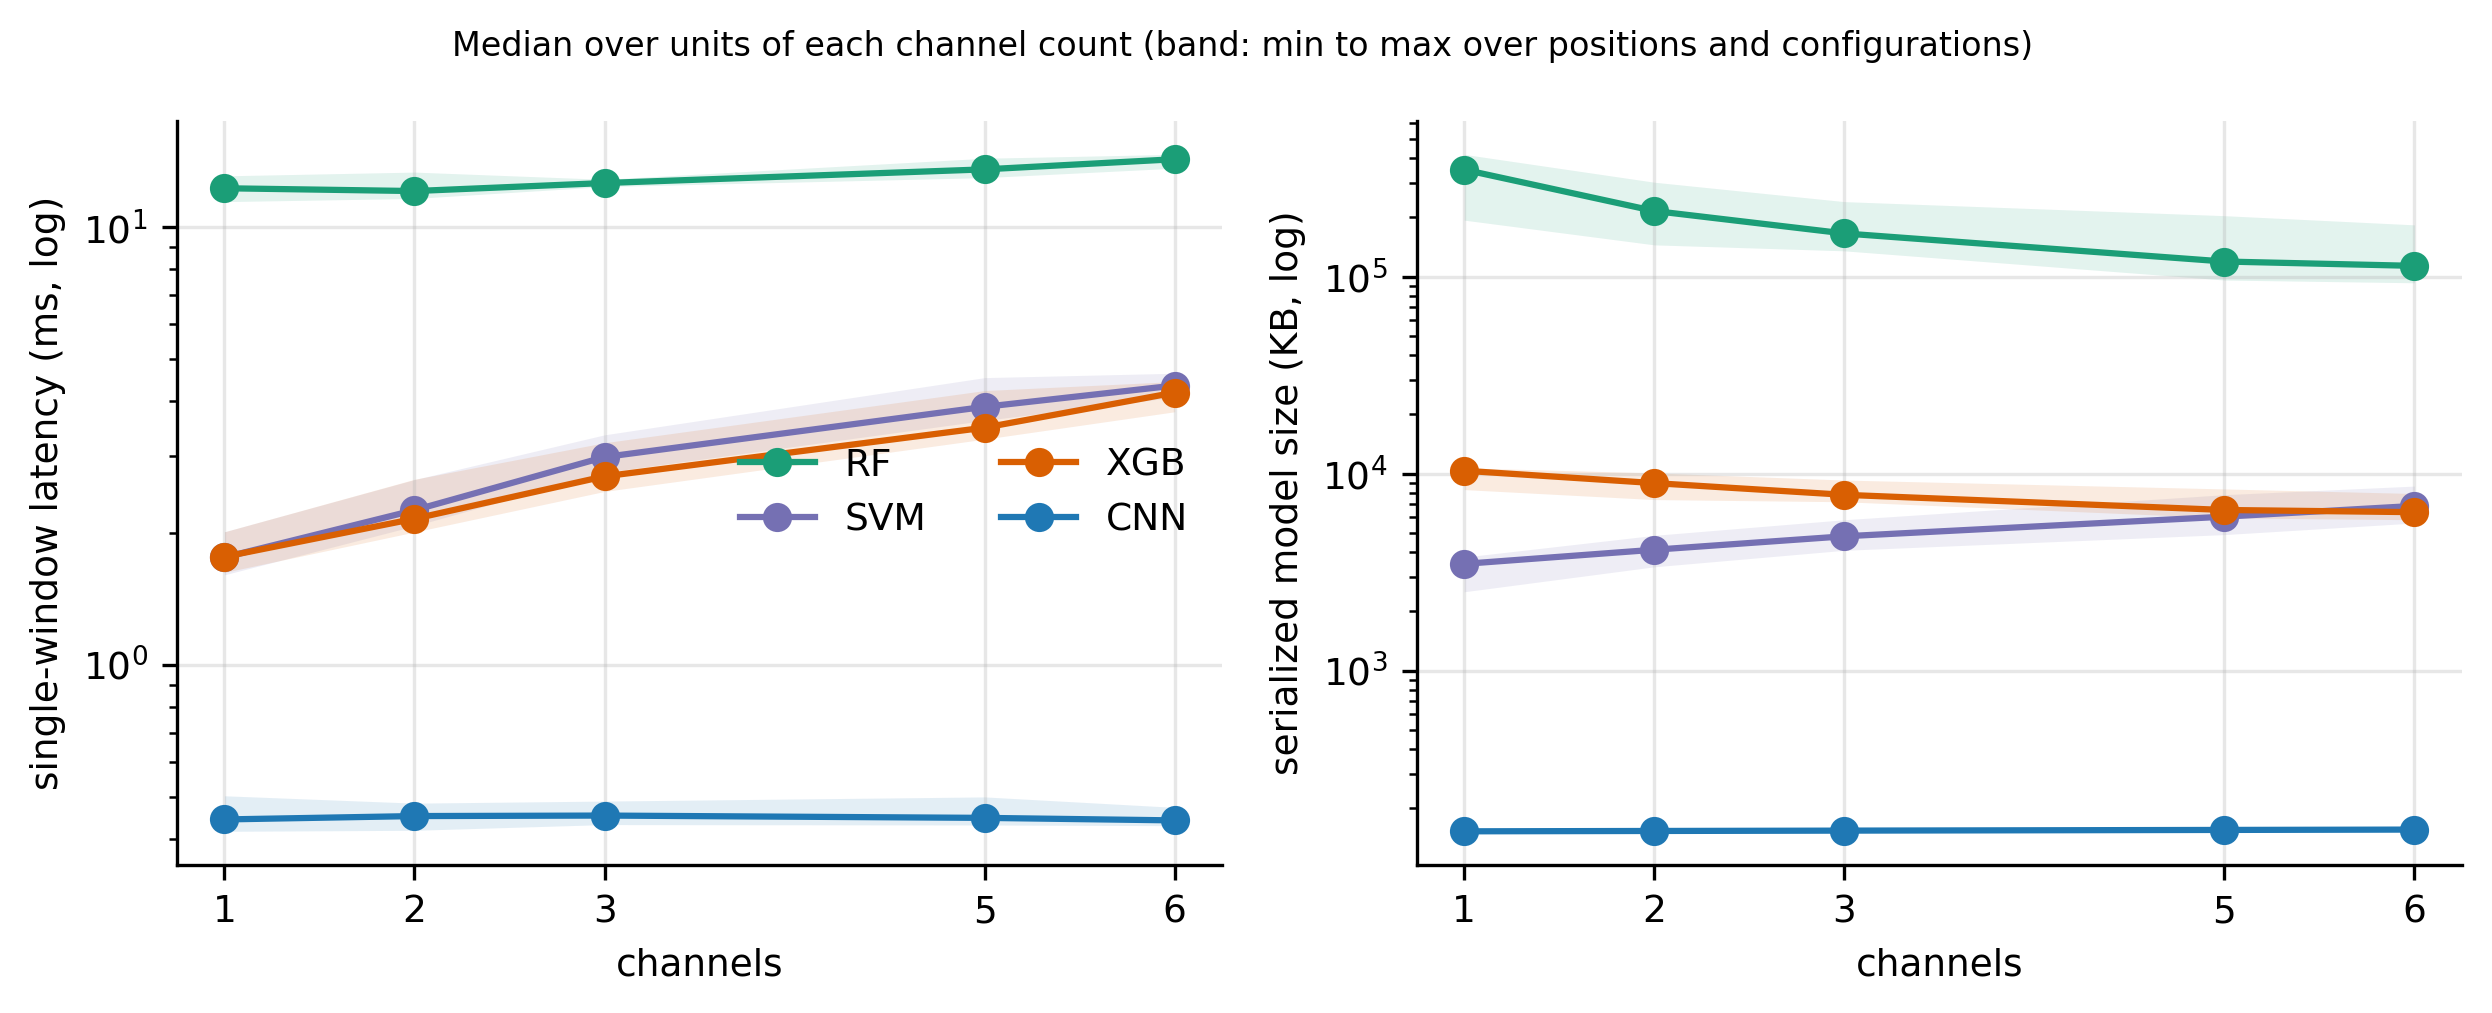 Median over units of each channel count (band: min to max over positions and configurations)
single-window latency (ms, log)
10¹
10⁰
RF
XGB
SVM
CNN
1 2 3 5 6
channels
serialized model size (KB, log)
10⁵
10⁴
10³
1 2 3 5 6
channels